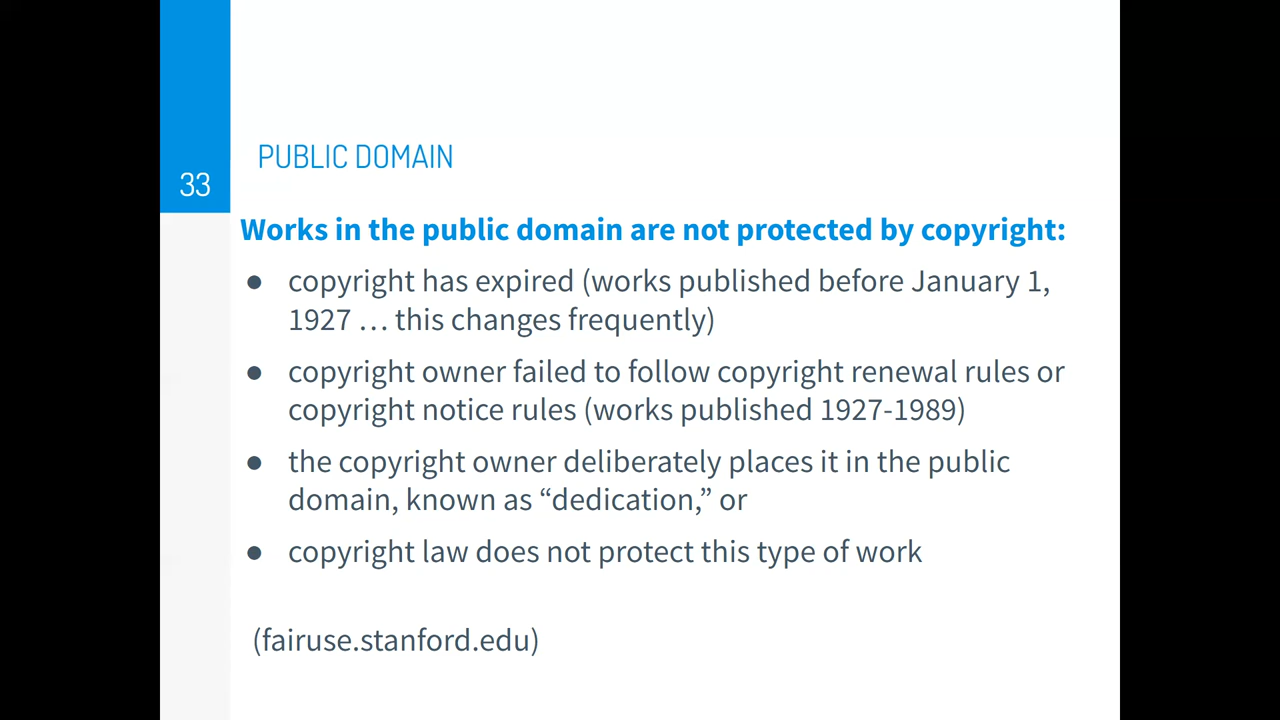 PUBLIC DOMAIN
33
Works in the public domain are not protected by copyright:
● copyright has expired (works published before January 1,
1927 … this changes frequently)
● copyright owner failed to follow copyright renewal rules or
copyright notice rules (works published 1927-1989)
● the copyright owner deliberately places it in the public
domain, known as “dedication,” or
● copyright law does not protect this type of work
(fairuse.stanford.edu)